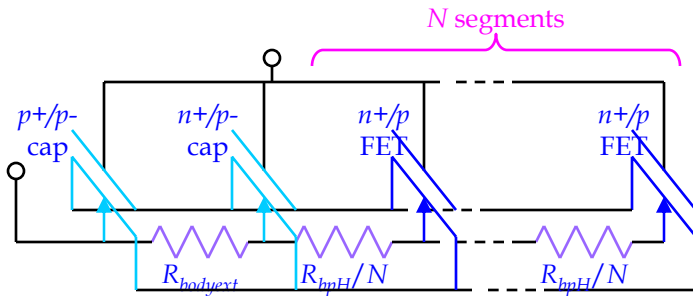 N segments
p+/p-
cap
n+/p-
cap
n+/p
FET
n+/p
FET
R_bodyext
R_bpH/N
R_bpH/N